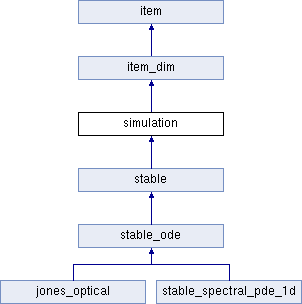 item
item_dim
simulation
stable
stable_ode
jones_optical
stable_spectral_pde_1d